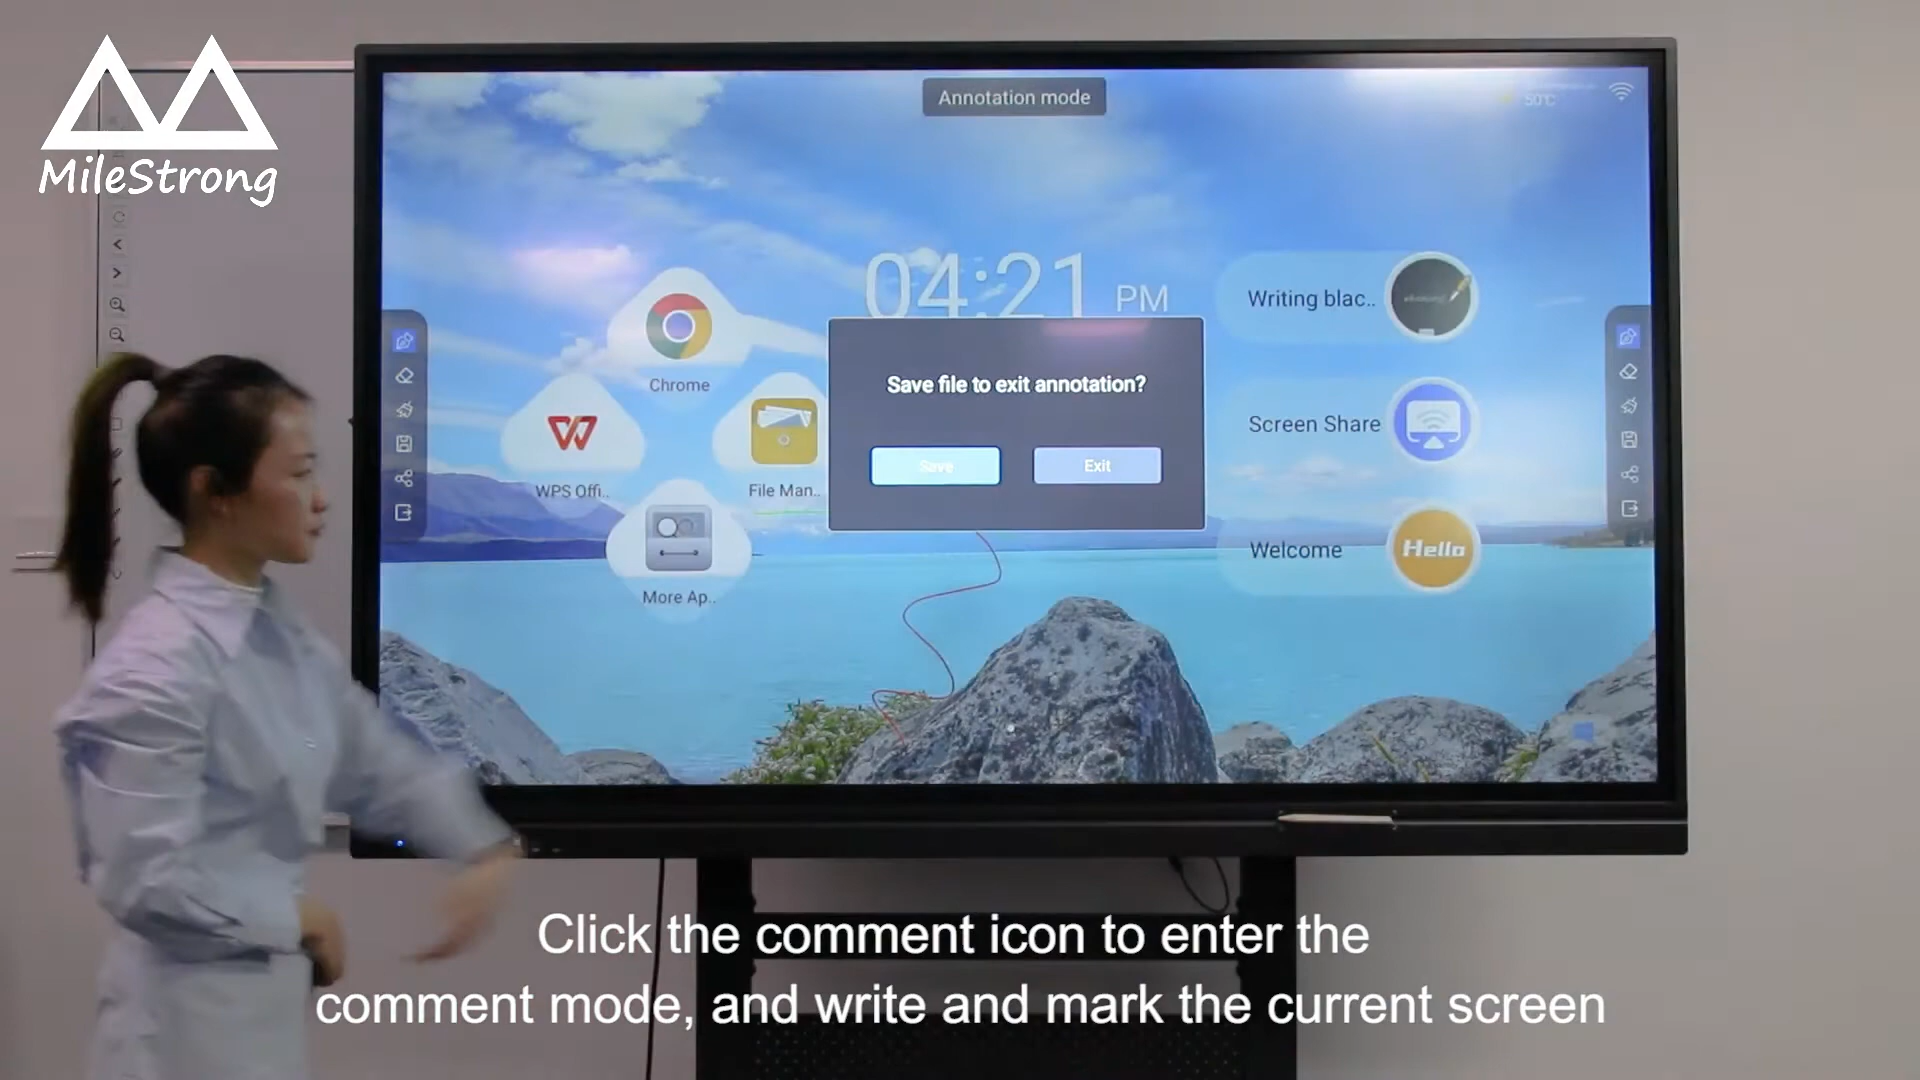 MileStrong
Annotation mode
50°C
04:21 PM
Chrome
WPS Offi..
File Man..
More Ap..
Save file to exit annotation?
Save
Exit
Writing blac..
Screen Share
Welcome
Hello
Click the comment icon to enter the
comment mode, and write and mark the current screen